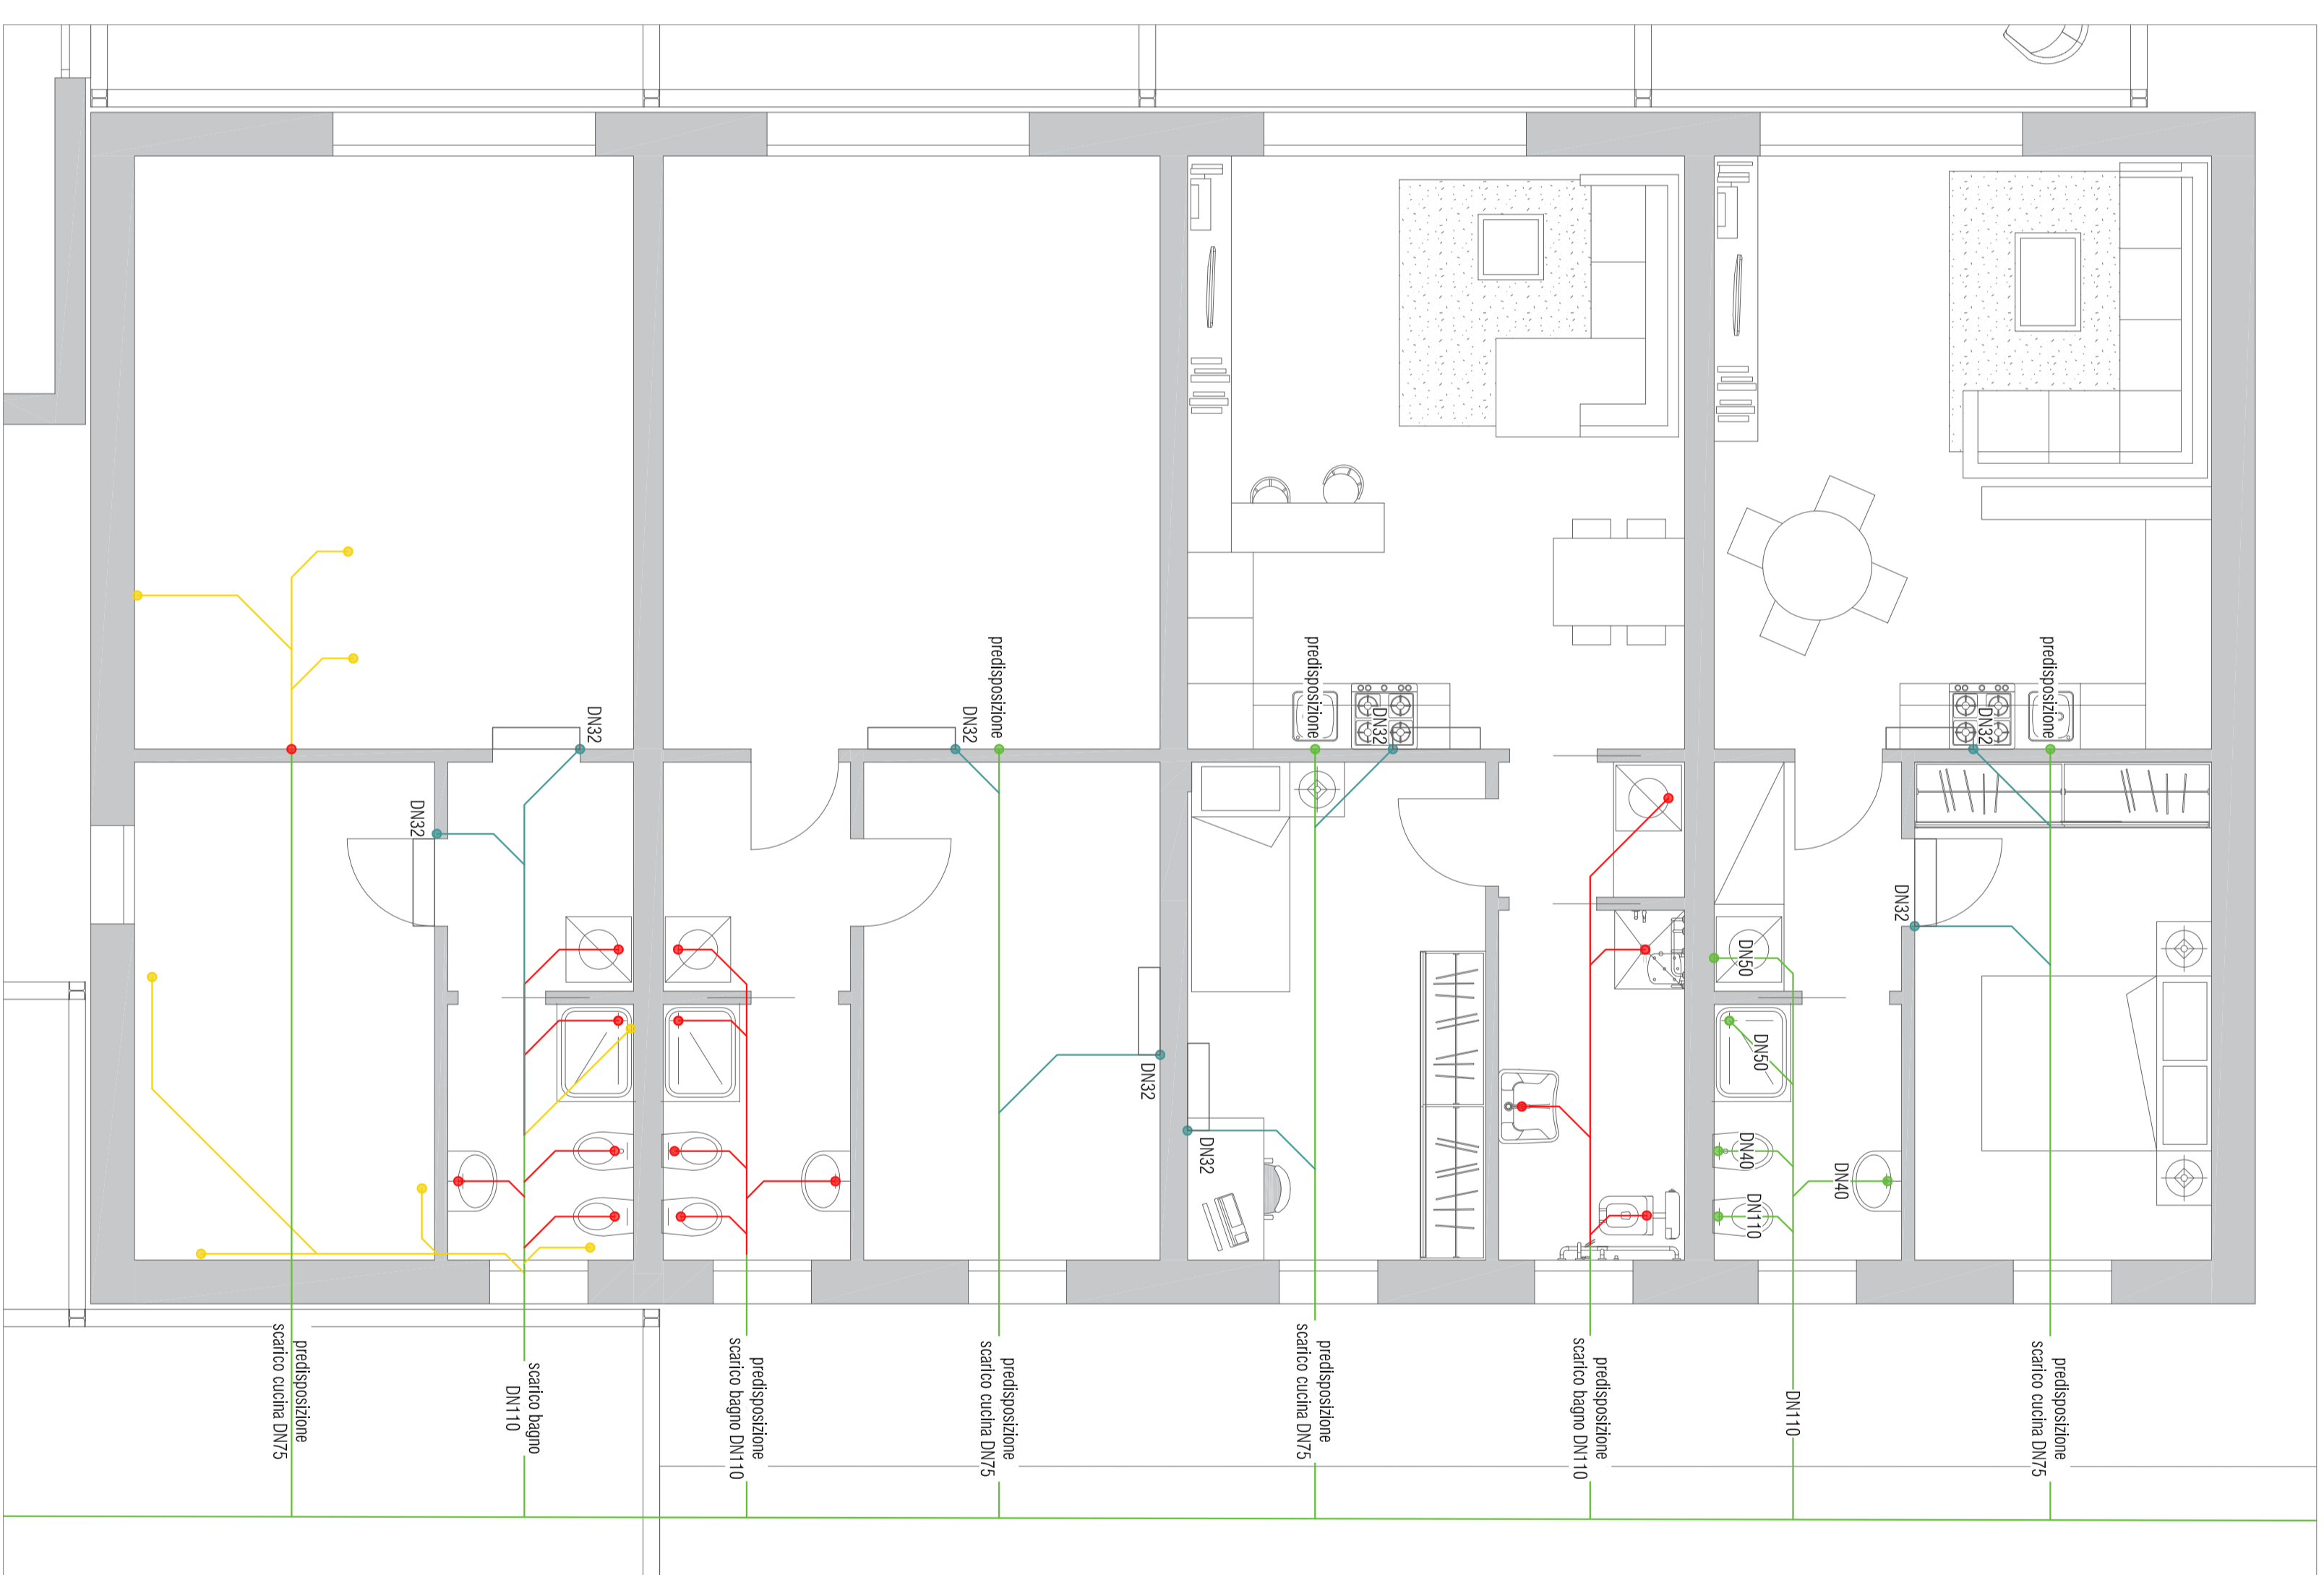 predisposizione
predisposizione
predisposizione
DN32
DN32
DN32
DN32
DN32
DN32
DN50
DN50
DN32
DN32
DN40
DN40
DN110
predisposizione
scarico cucina DN75
scarico bagno
DN110
predisposizione
scarico bagno DN110
predisposizione
scarico cucina DN75
predisposizione
scarico cucina DN75
predisposizione
scarico bagno DN110
DN110
predisposizione
scarico cucina DN75